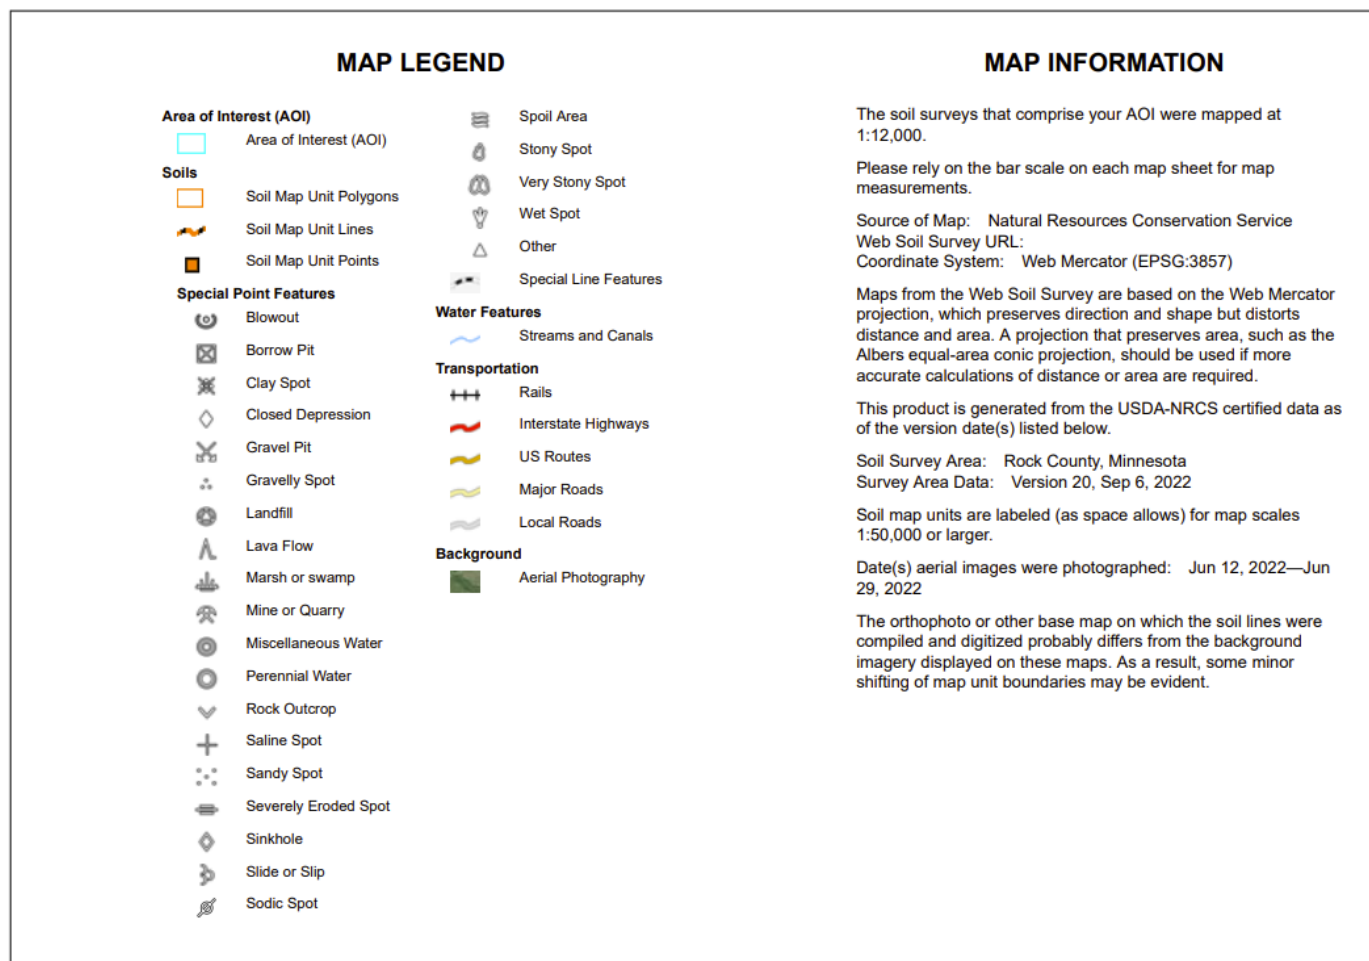 MAP LEGEND
Area of Interest (AOI)
Area of Interest (AOI)
Soils
Soil Map Unit Polygons
Soil Map Unit Lines
Soil Map Unit Points
Special Point Features
Blowout
Borrow Pit
Clay Spot
Closed Depression
Gravel Pit
Gravelly Spot
Landfill
Lava Flow
Marsh or swamp
Mine or Quarry
Miscellaneous Water
Perennial Water
Rock Outcrop
Saline Spot
Sandy Spot
Severely Eroded Spot
Sinkhole
Slide or Slip
Sodic Spot
Spoil Area
Stony Spot
Very Stony Spot
Wet Spot
Other
Special Line Features
Water Features
Streams and Canals
Transportation
Rails
Interstate Highways
US Routes
Major Roads
Local Roads
Background
Aerial Photography
MAP INFORMATION
The soil surveys that comprise your AOI were mapped at
1:12,000.
Please rely on the bar scale on each map sheet for map
measurements.
Source of Map: Natural Resources Conservation Service
Web Soil Survey URL:
Coordinate System: Web Mercator (EPSG:3857)
Maps from the Web Soil Survey are based on the Web Mercator
projection, which preserves direction and shape but distorts
distance and area. A projection that preserves area, such as the
Albers equal-area conic projection, should be used if more
accurate calculations of distance or area are required.
This product is generated from the USDA-NRCS certified data as
of the version date(s) listed below.
Soil Survey Area: Rock County, Minnesota
Survey Area Data: Version 20, Sep 6, 2022
Soil map units are labeled (as space allows) for map scales
1:50,000 or larger.
Date(s) aerial images were photographed: Jun 12, 2022—Jun
29, 2022
The orthophoto or other base map on which the soil lines were
compiled and digitized probably differs from the background
imagery displayed on these maps. As a result, some minor
shifting of map unit boundaries may be evident.